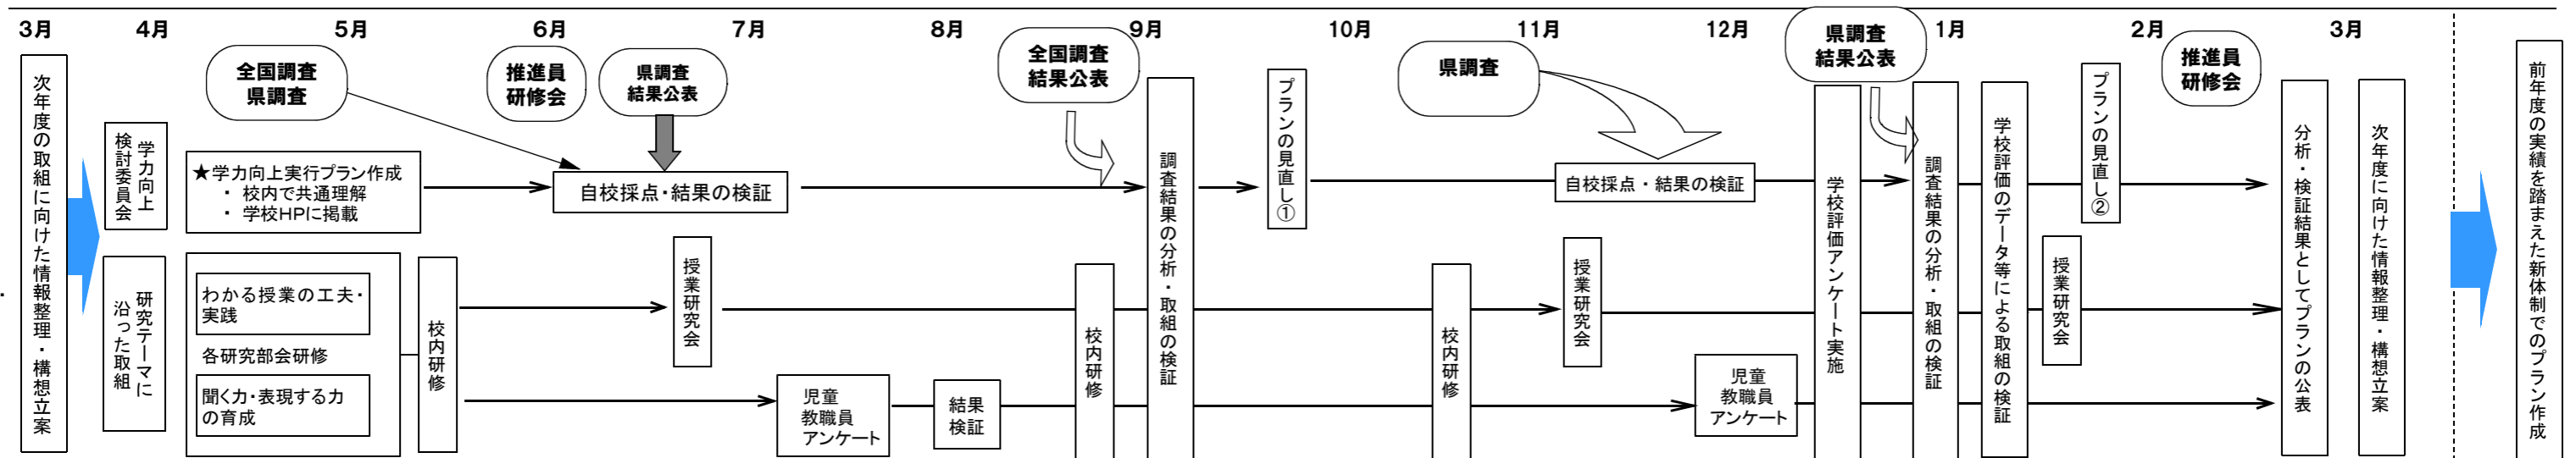 3月
4月
5月
6月
7月
8月
9月
10月
11月
12月
1月
2月
3月
次年度の取組に向けた情報整理・構想立案
学力向上
検討委員会
研究テーマに
沿った取組
全国調査
県調査
★学力向上実行プラン作成
・ 校内で共通理解
・ 学校HPに掲載
わかる授業の工夫・
実践
各研究部会研修
聞く力・表現する力
の育成
校内研修
推進員
研修会
県調査
結果公表
自校採点・結果の検証
授業研究会
児童
教職員
アンケート
結果
検証
全国調査
結果公表
校内研修
調査結果の分析・取組の検証
プランの見直し①
県調査
校内研修
自校採点・結果の検証
授業研究会
児童
教職員
アンケート
県調査
結果公表
学校評価アンケート実施
調査結果の分析・取組の検証
学校評価のデータ等による取組の検証
授業研究会
プランの見直し②
推進員
研修会
分析・検証結果としてプランの公表
次年度に向けた情報整理・構想立案
前年度の実績を踏まえた新体制でのプラン作成